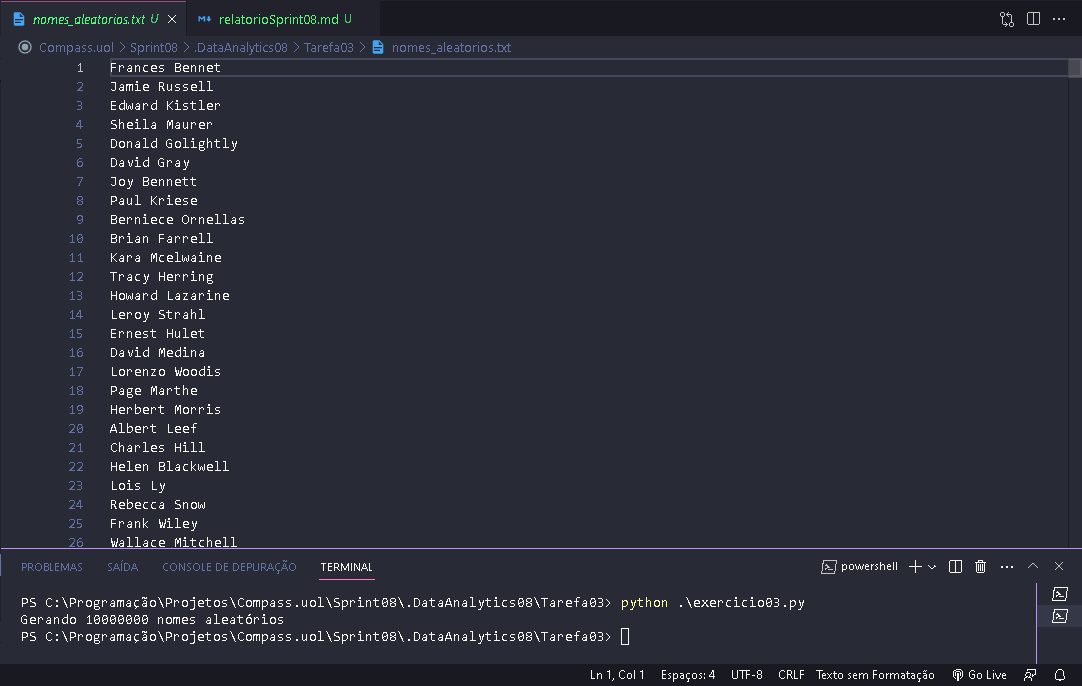 nomes_aleatorios.txt U relatorioSprint08.md U
Compass.uol > Sprint08 > .DataAnalytics08 > Tarefa03 > nomes_aleatorios.txt
1 Frances Bennet
2 Jamie Russell
3 Edward Kistler
4 Sheila Maurer
5 Donald Golightly
6 David Gray
7 Joy Bennett
8 Paul Kriese
9 Berniece Ornellas
10 Brian Farrell
11 Kara Mcelwaine
12 Tracy Herring
13 Howard Lazarine
14 Leroy Strahl
15 Ernest Hulet
16 David Medina
17 Lorenzo Woodis
18 Page Marthe
19 Herbert Morris
20 Albert Leef
21 Charles Hill
22 Helen Blackwell
23 Lois Ly
24 Rebecca Snow
25 Frank Wiley
26 Wallace Mitchell
PROBLEMAS SAÍDA CONSOLE DE DEPURAÇÃO TERMINAL powershell
PS C:\Programação\Projetos\Compass.uol\Sprint08\.DataAnalytics08\Tarefa03> python .\exercicio03.py
Gerando 10000000 nomes aleatórios
PS C:\Programação\Projetos\Compass.uol\Sprint08\.DataAnalytics08\Tarefa03>
Ln 1, Col 1 Espaços: 4 UTF-8 CRLF Texto sem Formatação Go Live